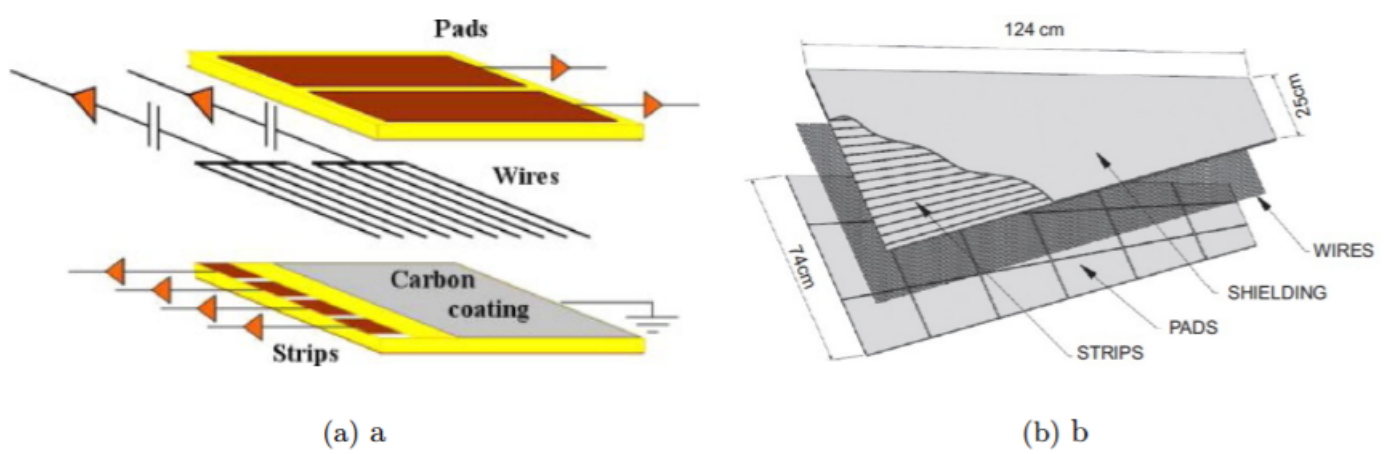 Pads
Wires
Carbon
coating
Strips
124 cm
25cm
74cm
WIRES
SHIELDING
PADS
STRIPS
(a) a
(b) b